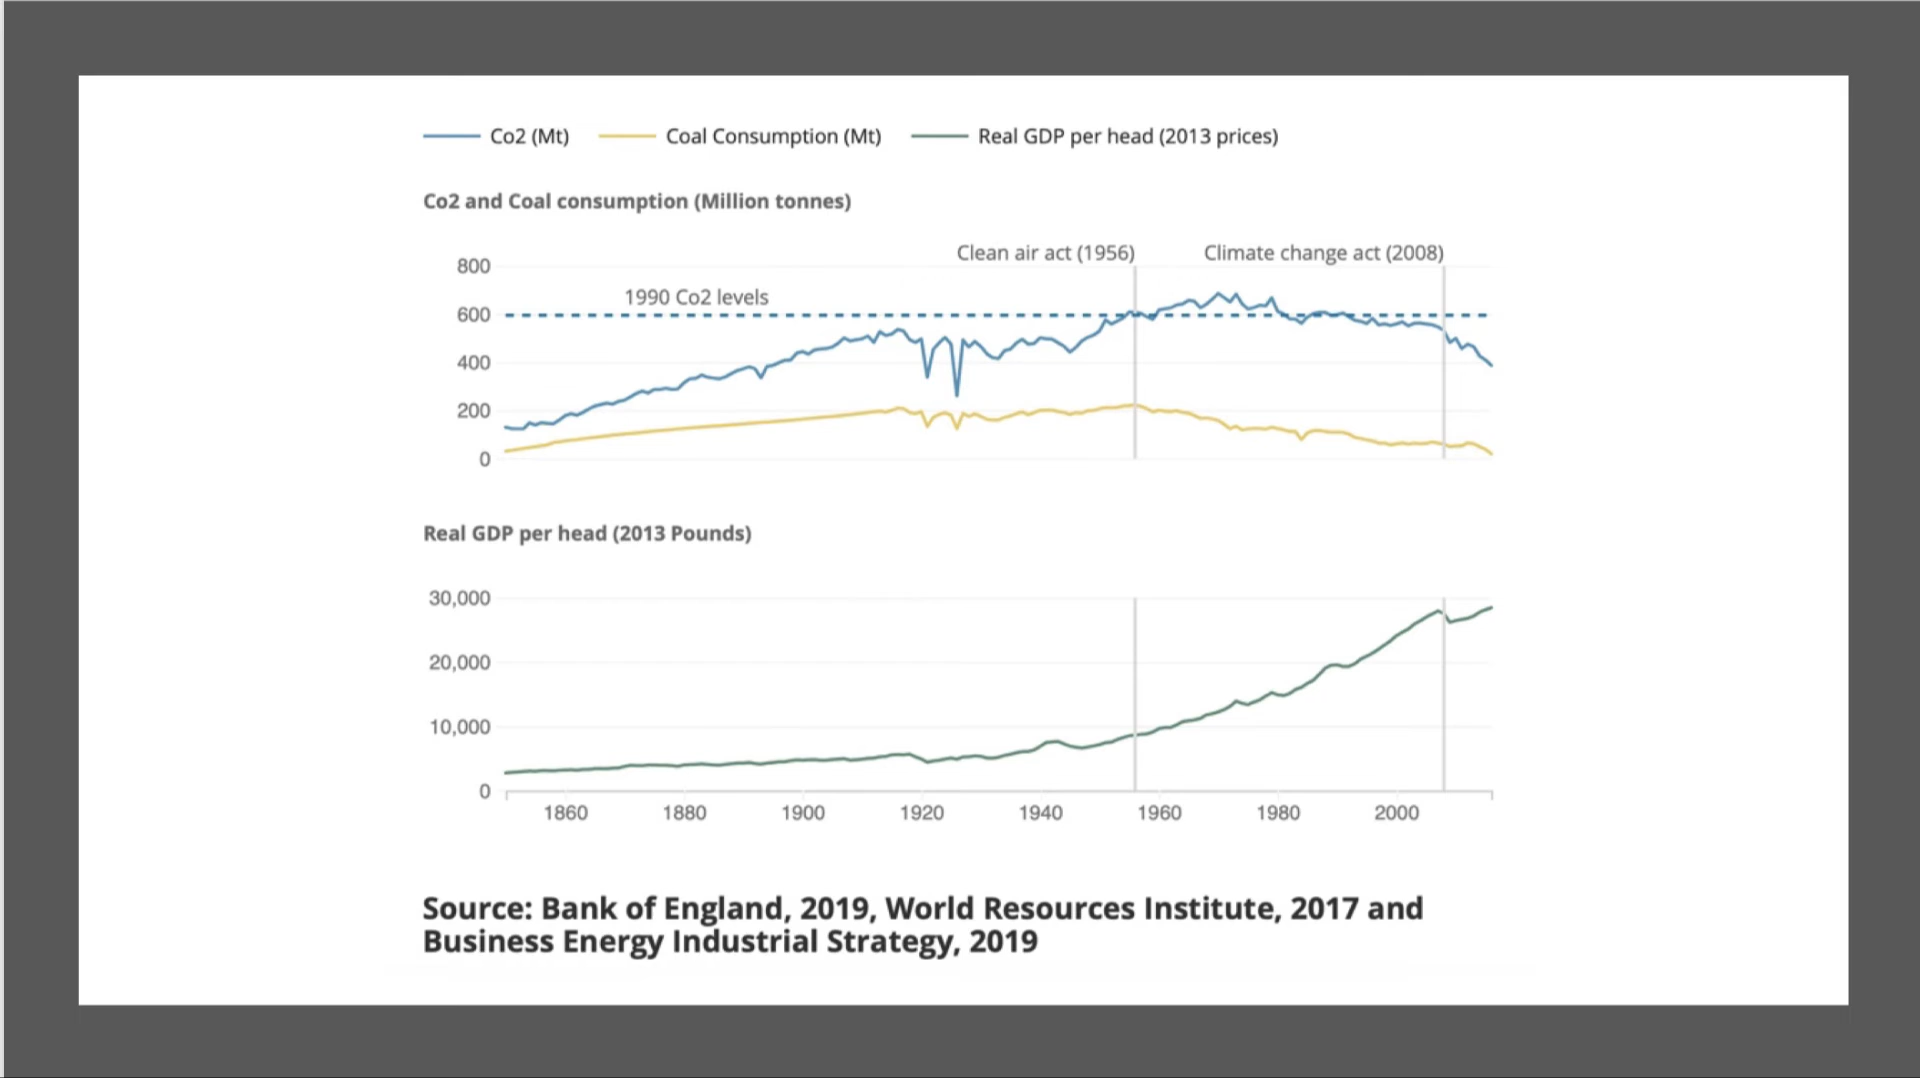 Co2 (Mt) Coal Consumption (Mt) Real GDP per head (2013 prices)
Co2 and Coal consumption (Million tonnes)
Clean air act (1956) Climate change act (2008)
800
1990 Co2 levels
600
400
200
0
Real GDP per head (2013 Pounds)
30,000
20,000
10,000
0
1860 1880 1900 1920 1940 1960 1980 2000
Source: Bank of England, 2019, World Resources Institute, 2017 and
Business Energy Industrial Strategy, 2019